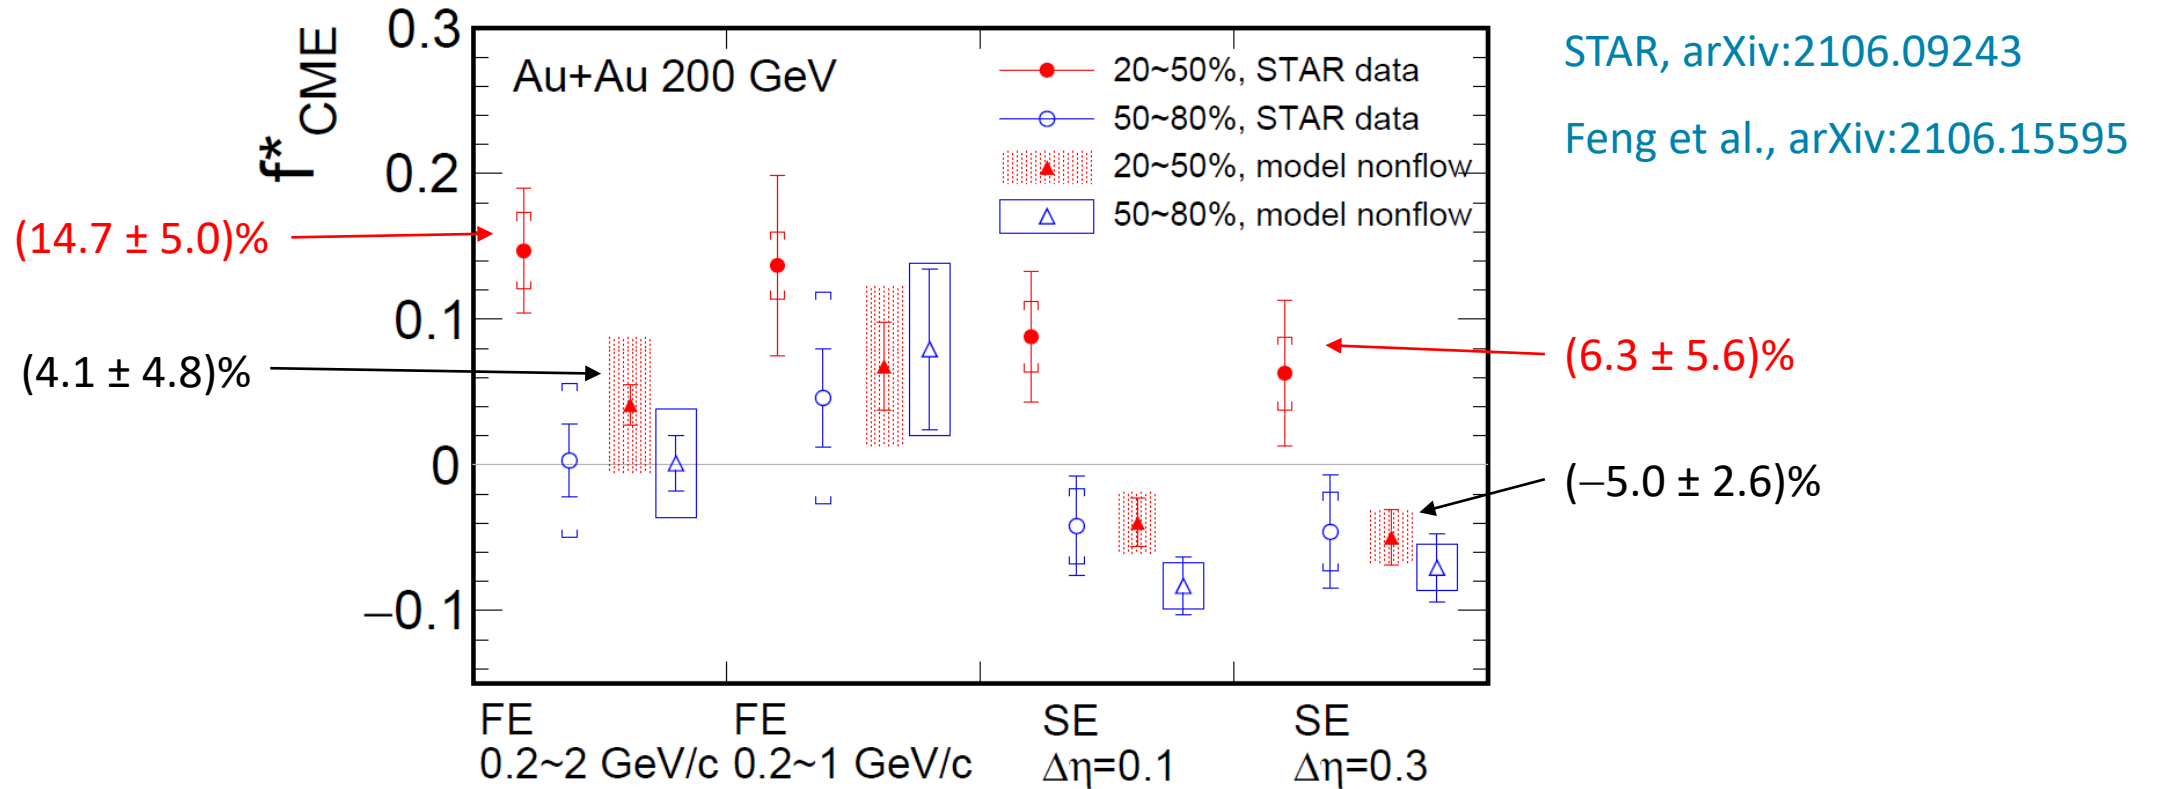 0.3
0.2
0.1
0
−0.1
f*CME
Au+Au 200 GeV
20~50%, STAR data
50~80%, STAR data
20~50%, model nonflow
50~80%, model nonflow
STAR, arXiv:2106.09243
Feng et al., arXiv:2106.15595
(14.7 ± 5.0)%
(4.1 ± 4.8)%
(6.3 ± 5.6)%
(−5.0 ± 2.6)%
FE
0.2~2 GeV/c
FE
0.2~1 GeV/c
SE
Δη=0.1
SE
Δη=0.3